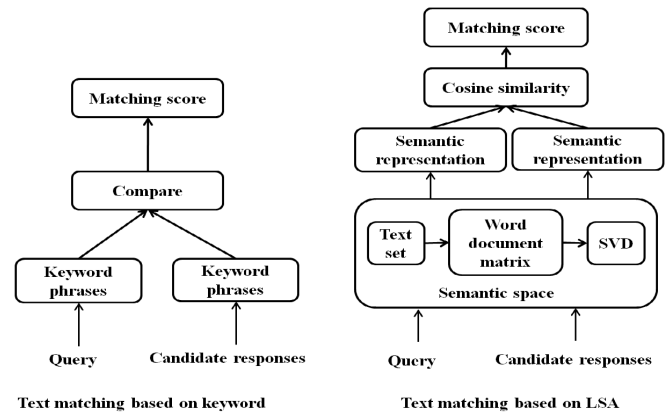 Matching score
Compare
Keyword
phrases
Keyword
phrases
Query
Candidate responses
Text matching based on keyword
Matching score
Cosine similarity
Semantic
representation
Semantic
representation
Text
set
Word
document
matrix
SVD
Semantic space
Query
Candidate responses
Text matching based on LSA